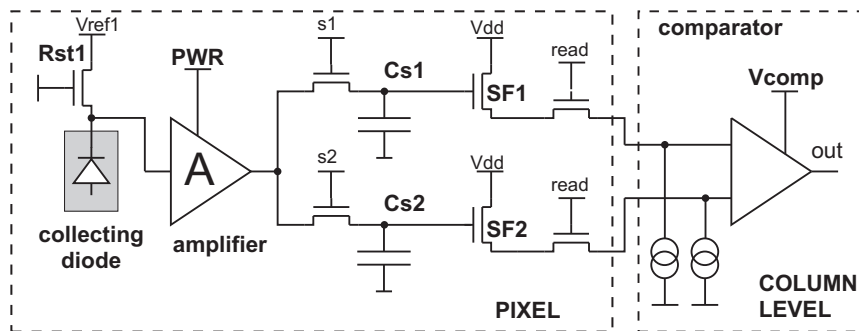 Vref1
Rst1
PWR
A
collecting
diode
amplifier
s1
Cs1
Vdd
SF1
read
s2
Cs2
Vdd
SF2
read
PIXEL
comparator
Vcomp
out
COLUMN
LEVEL